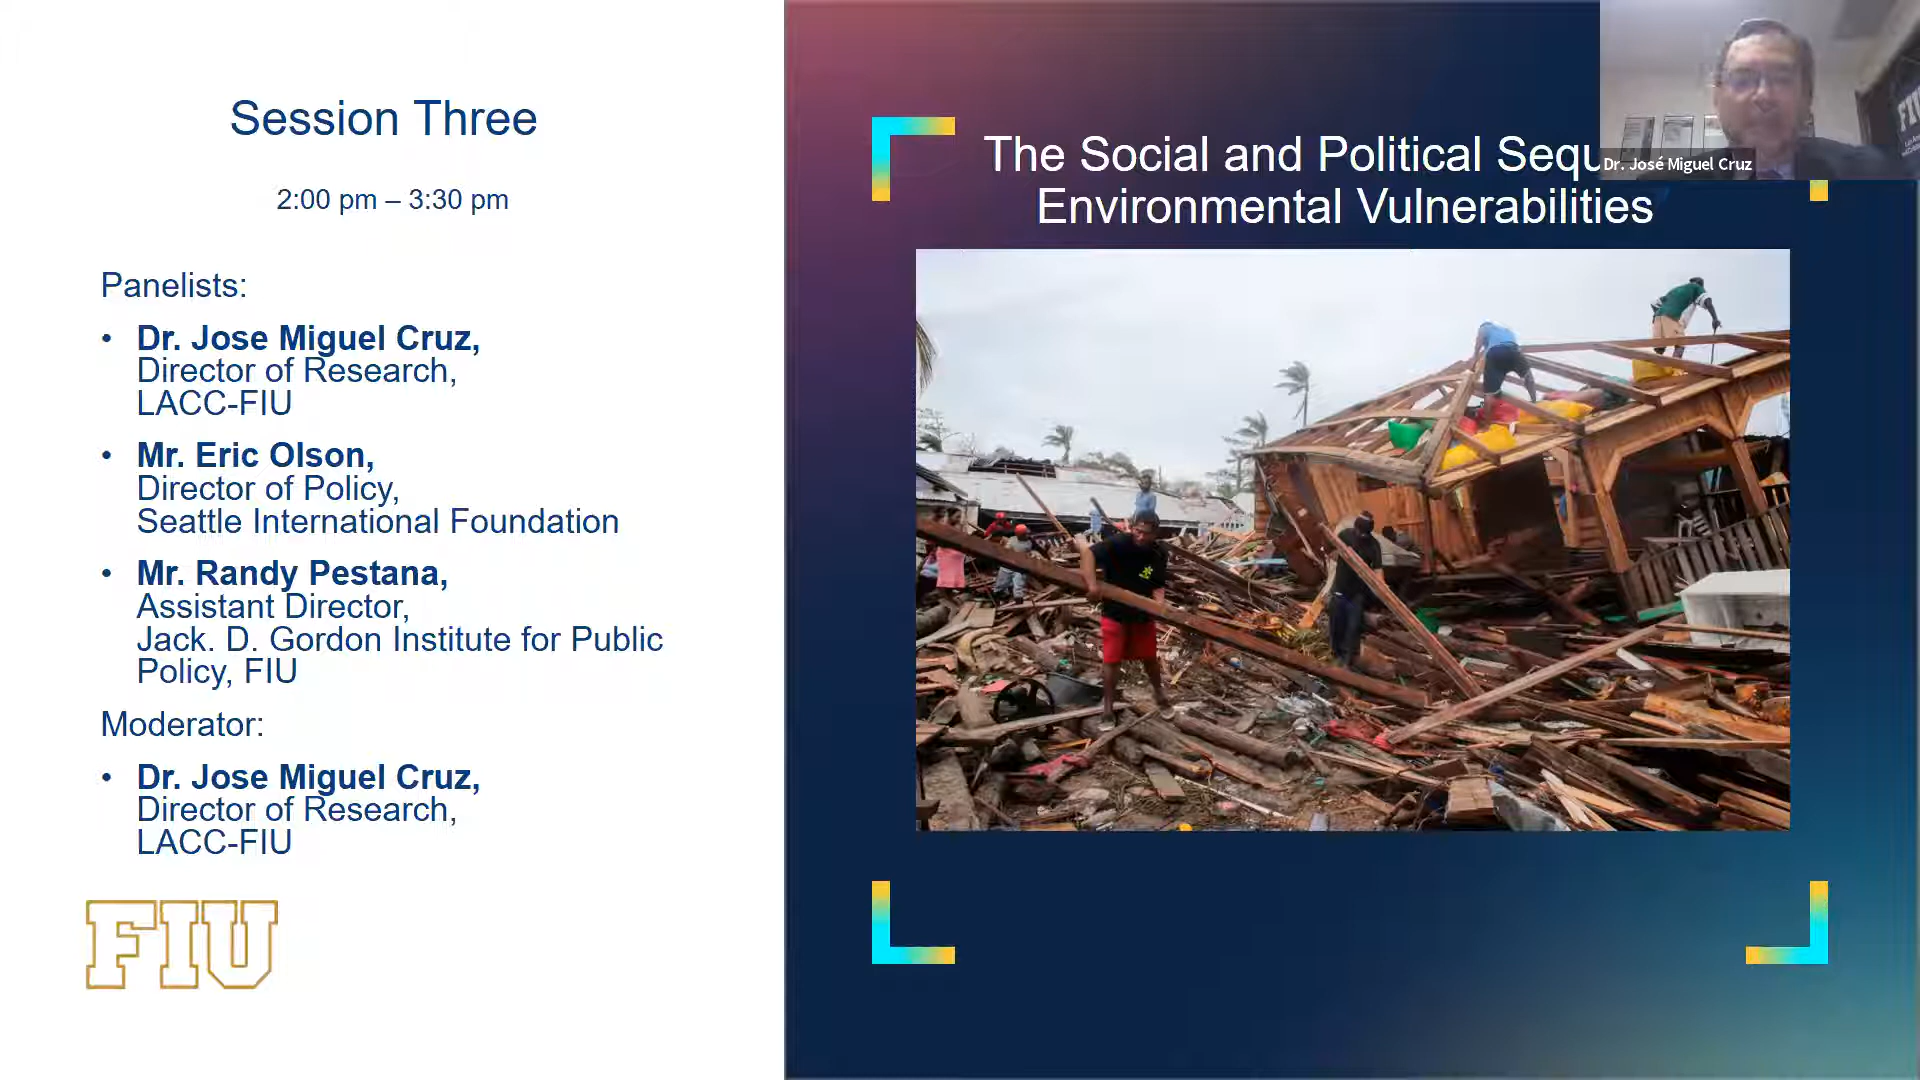 Session Three
2:00 pm – 3:30 pm
Panelists:
• Dr. Jose Miguel Cruz,
Director of Research,
LACC-FIU
• Mr. Eric Olson,
Director of Policy,
Seattle International Foundation
• Mr. Randy Pestana,
Assistant Director,
Jack. D. Gordon Institute for Public
Policy, FIU
Moderator:
• Dr. Jose Miguel Cruz,
Director of Research,
LACC-FIU
FIU
The Social and Political
Environmental Vulnerabilities
Dr. José Miguel Cruz
FIU